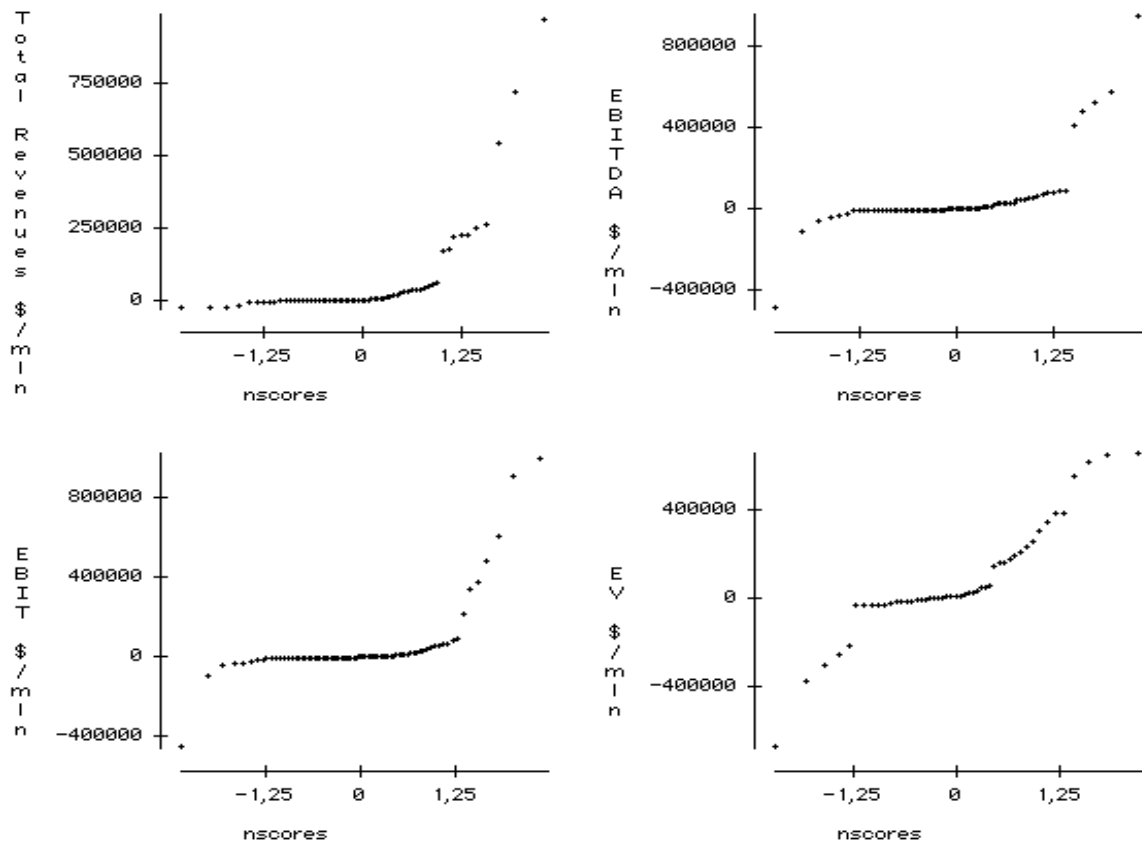 Total Revenues $/mln
750000
500000
250000
0
-1,25 0 1,25
nscores
EBITDA $/mln
800000
400000
0
-400000
-1,25 0 1,25
nscores
EBIT $/mln
800000
400000
0
-400000
-1,25 0 1,25
nscores
EV $/mln
400000
0
-400000
-1,25 0 1,25
nscores